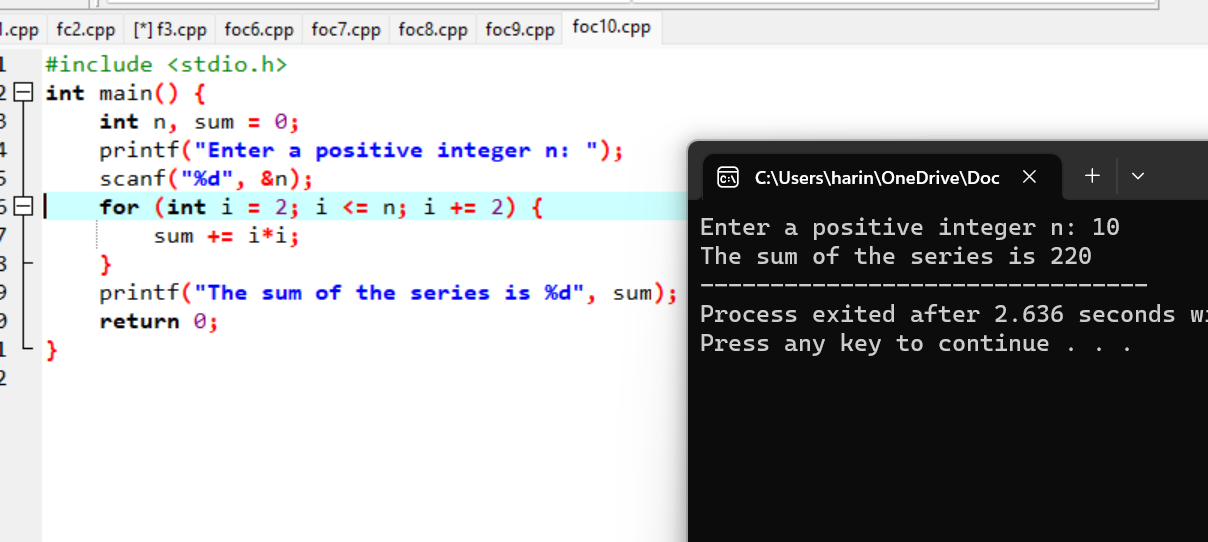 .cpp fc2.cpp [*] f3.cpp foc6.cpp foc7.cpp foc8.cpp foc9.cpp foc10.cpp
1 #include <stdio.h>
2 int main() {
3 int n, sum = 0;
4 printf("Enter a positive integer n: ");
5 scanf("%d", &n);
6 for (int i = 2; i <= n; i += 2) {
7 sum += i*i;
8 }
9 printf("The sum of the series is %d", sum);
0 return 0;
1 }
2
C:\Users\harin\OneDrive\Doc
Enter a positive integer n: 10
The sum of the series is 220
--------------------------------
Process exited after 2.636 seconds
Press any key to continue . . .